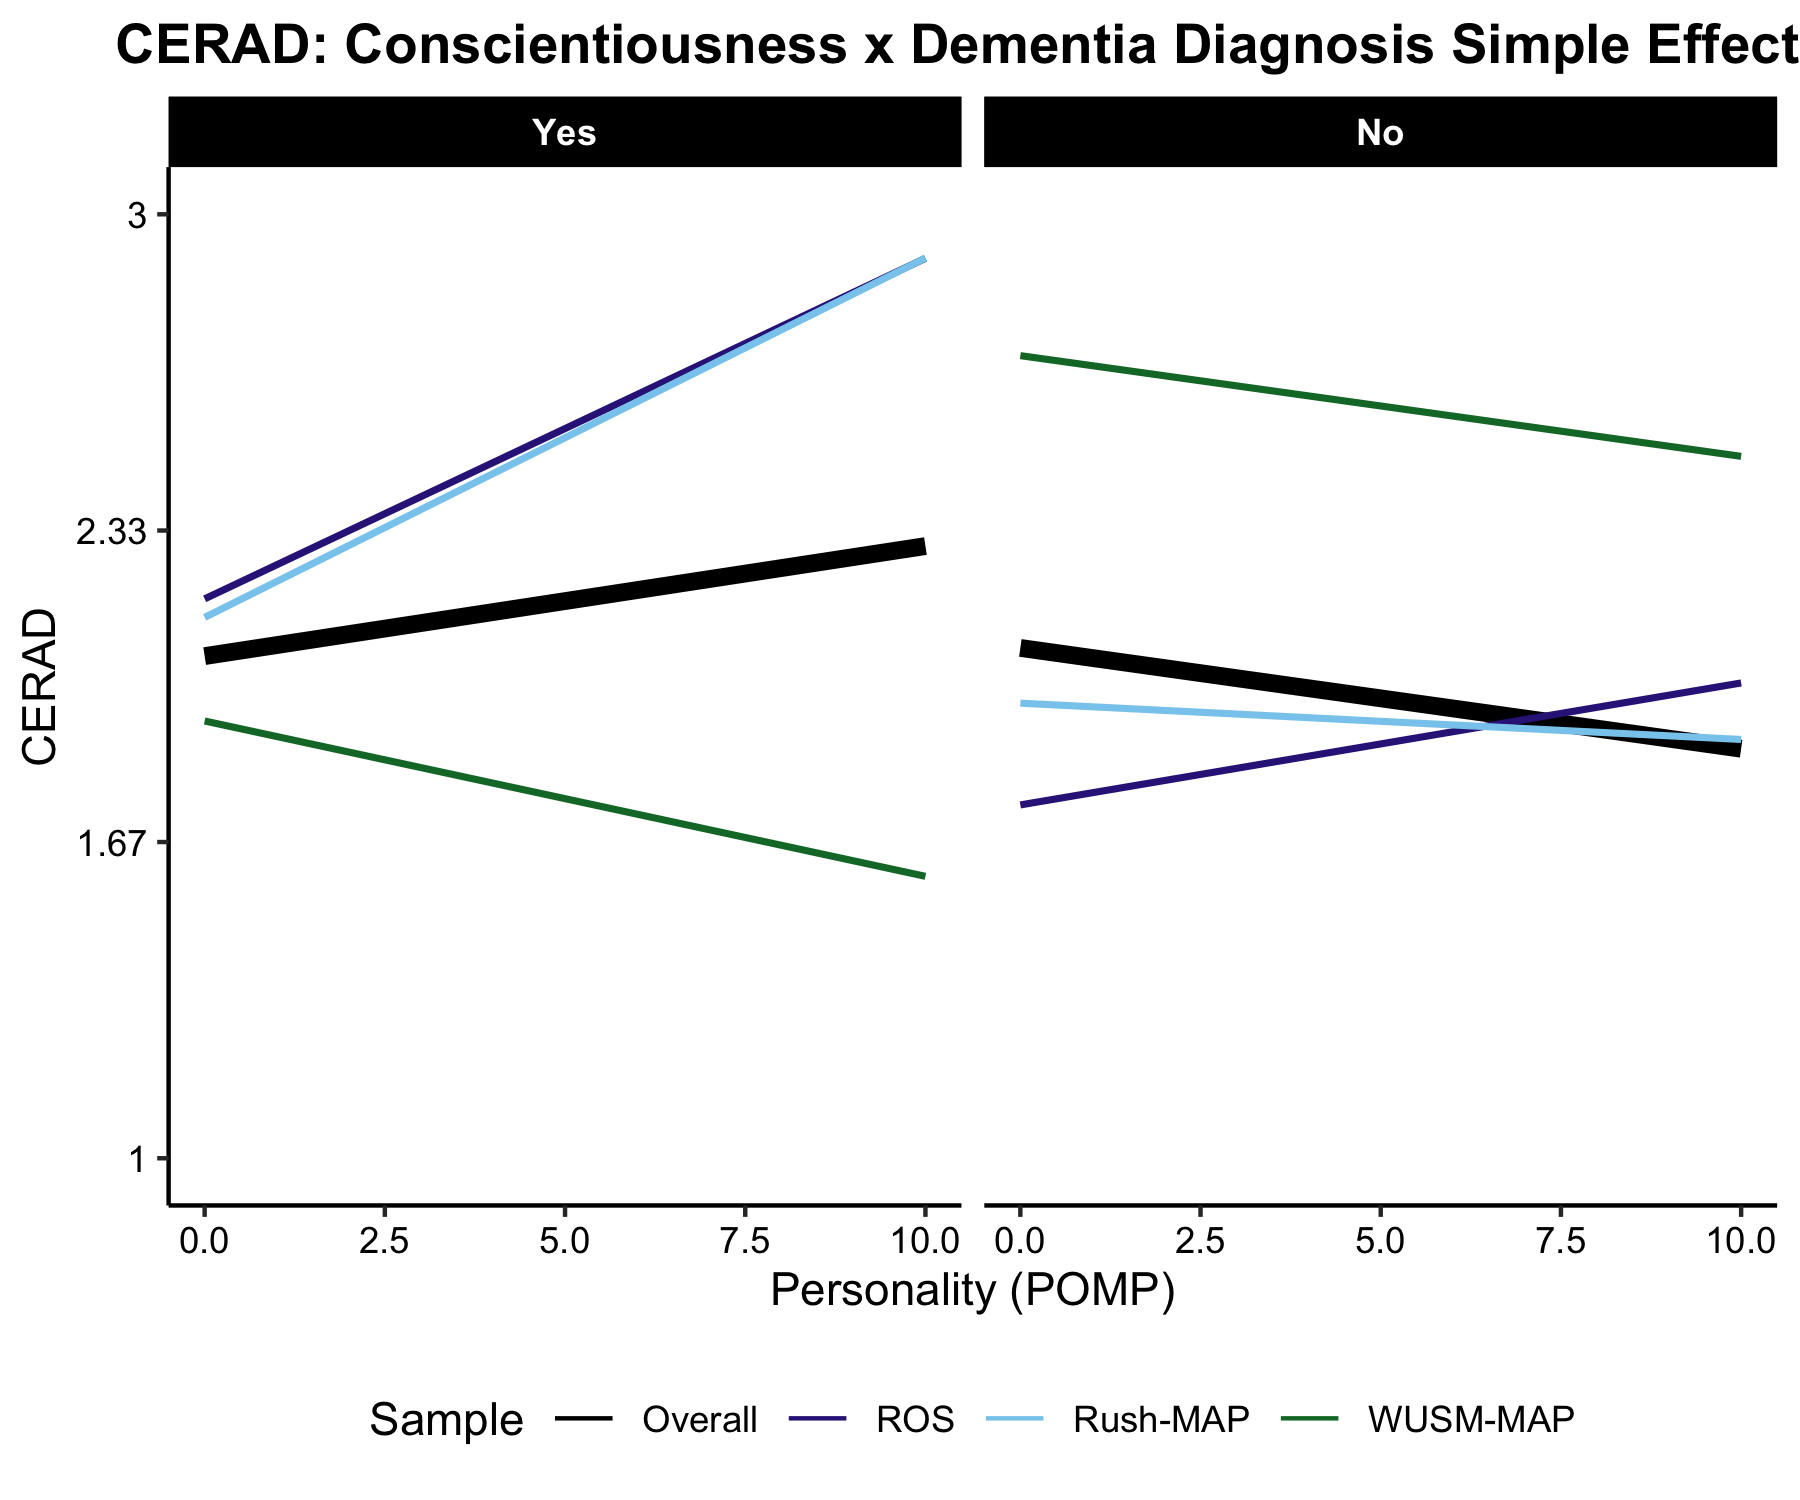 CERAD: Conscientiousness x Dementia Diagnosis Simple Effect
Yes
No
3
2.33
1.67
1
CERAD
0.0 2.5 5.0 7.5 10.0 0.0 2.5 5.0 7.5 10.0
Personality (POMP)
Sample Overall ROS Rush-MAP WUSM-MAP